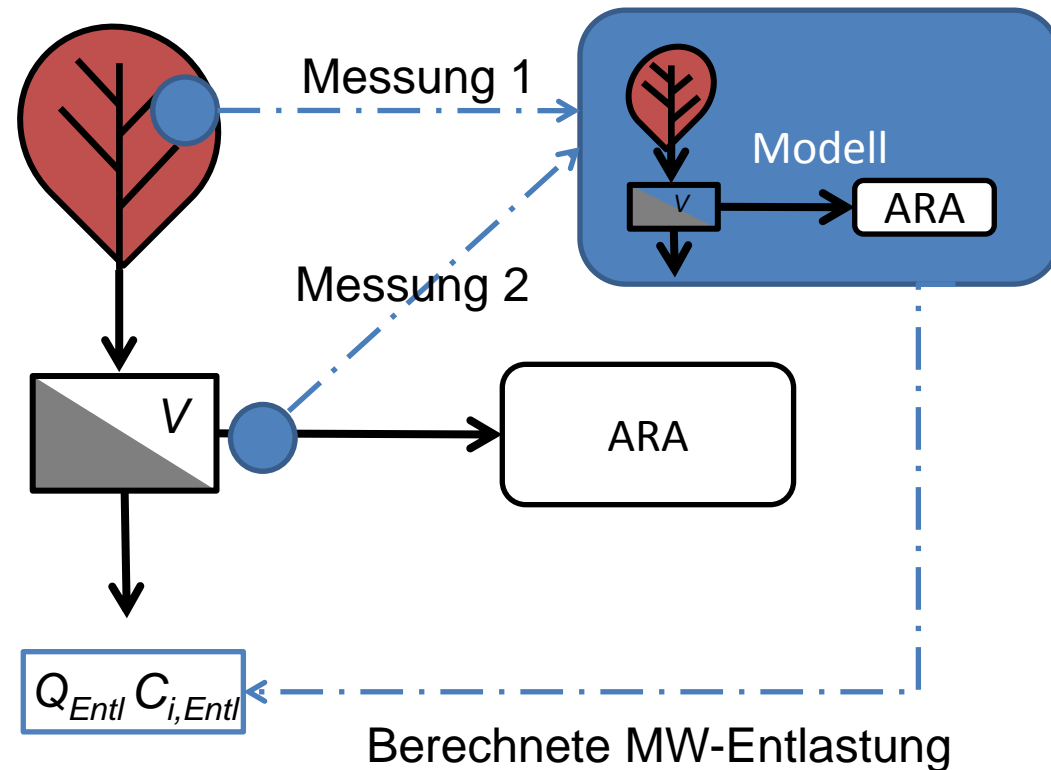 Messung 1
Modell
V
ARA
Messung 2
V
ARA
Q_Entl C_i,Entl
Berechnete MW-Entlastung